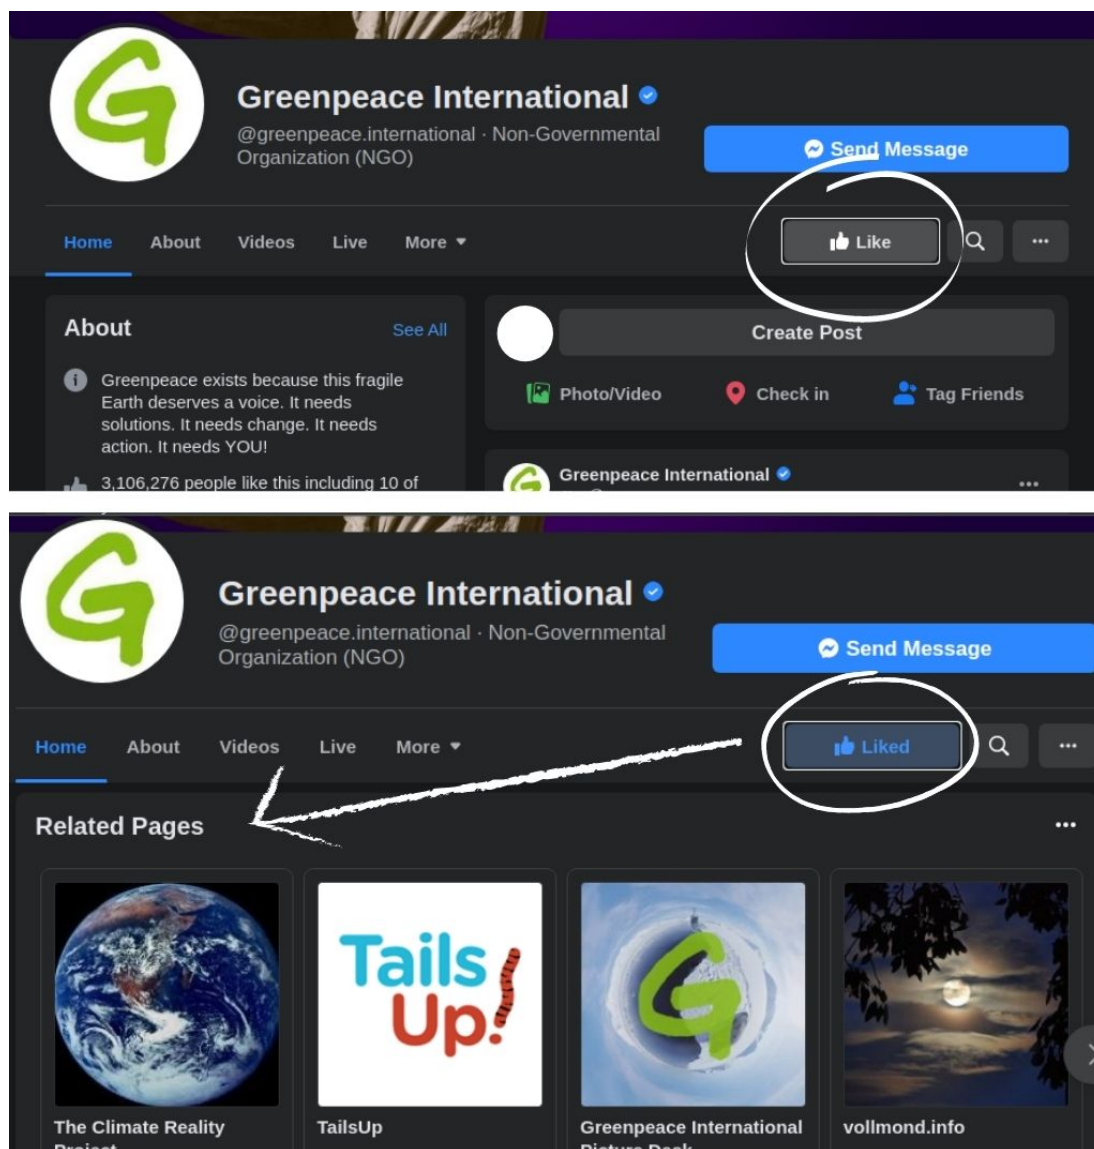 Greenpeace International
@greenpeace.international · Non-Governmental
Organization (NGO)
Send Message
Home About Videos Live More
Like
About
See All
Greenpeace exists because this fragile
Earth deserves a voice. It needs
solutions. It needs change. It needs
action. It needs YOU!
3,106,276 people like this including 10 of
Create Post
Photo/Video
Check in
Tag Friends
Greenpeace International
Greenpeace International
@greenpeace.international · Non-Governmental
Organization (NGO)
Send Message
Home About Videos Live More
Liked
Related Pages
Tails
Up!
The Climate Reality
Project
TailsUp
Greenpeace International
Picture Desk
vollmond.info